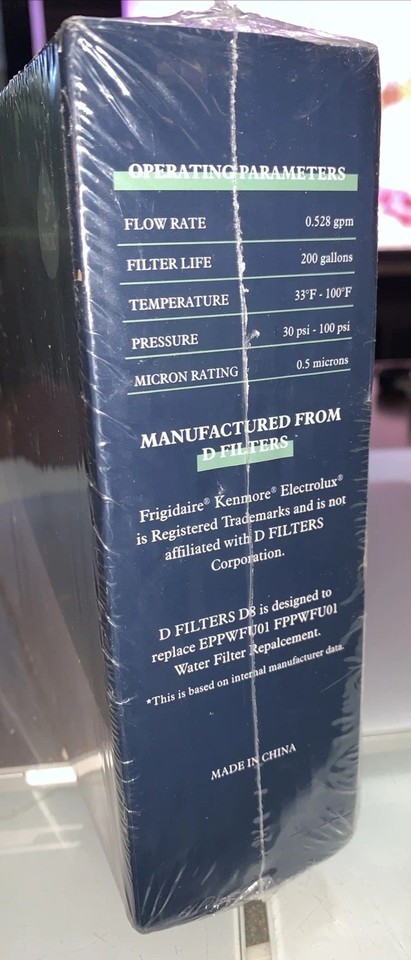 OPERATING PARAMETERS
FLOW RATE 0.528 gpm
FILTER LIFE 200 gallons
TEMPERATURE 33°F - 100°F
PRESSURE 30 psi - 100 psi
MICRON RATING 0.5 microns
MANUFACTURED FROM
D FILTERS
Frigidaire® Kenmore® Electrolux®
is Registered Trademarks and is not
affiliated with D FILTERS
Corporation.
D FILTERS D8 is designed to
replace EPPWFU01 FPPWFU01
Water Filter Repalcement.
*This is based on internal manufacturer data.
MADE IN CHINA